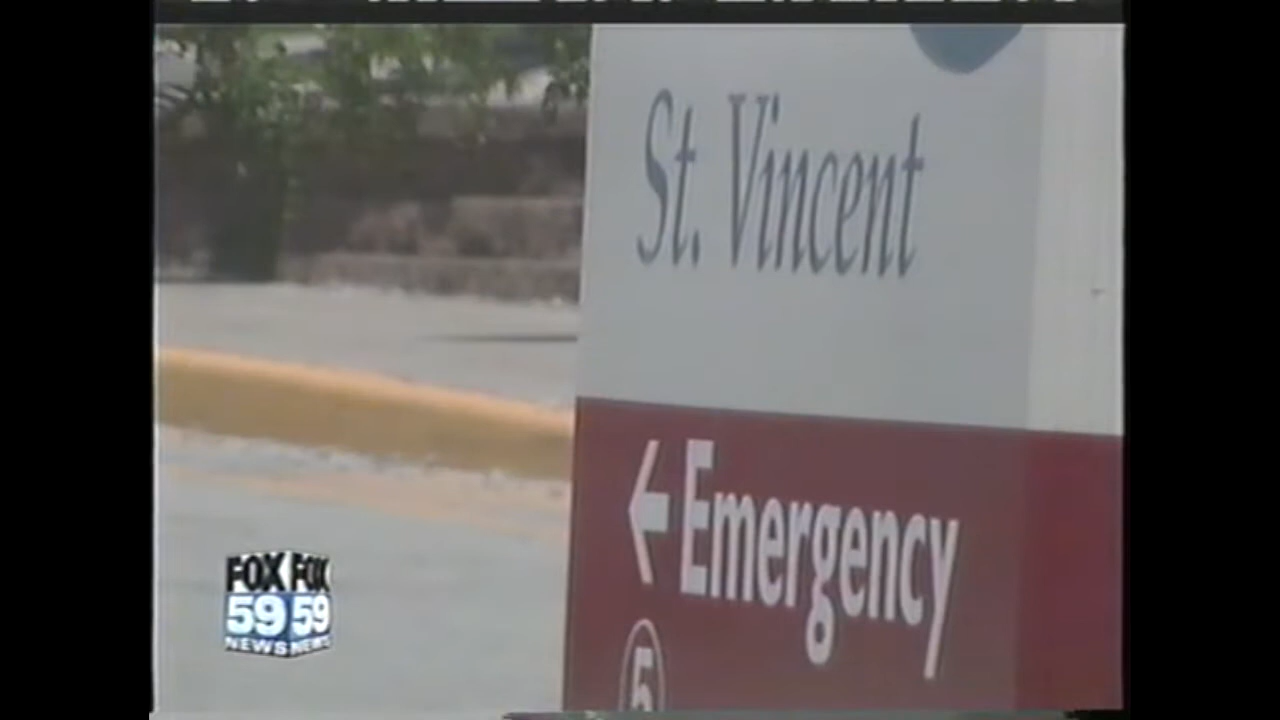 St. Vincent
Emergency
5
FOX FOX
59 59
NEWS NEWS